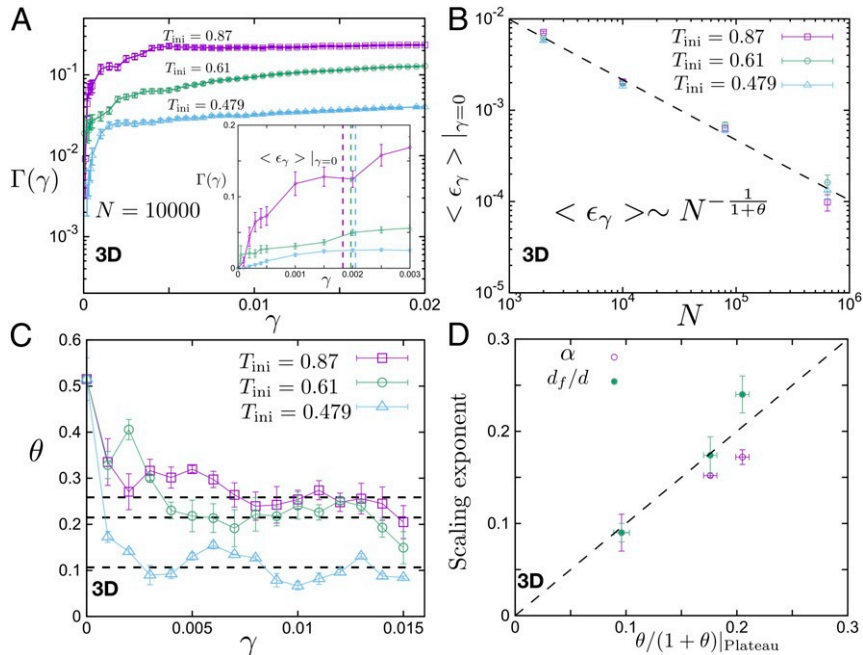 A
T_ini = 0.87
T_ini = 0.61
T_ini = 0.479
Γ(γ)
10^-1
10^-2
10^-3
N = 10000
3D
0
0.01
0.02
γ
< ϵ_γ > |_γ=0
Γ(γ)
0.2
0.1
0
0.001
0.002
0.003
γ
B
T_ini = 0.87
T_ini = 0.61
T_ini = 0.479
< ϵ_γ > |_γ=0
10^-2
10^-3
10^-4
10^-5
< ϵ_γ > ∼ N^{-1/(1+θ)}
3D
10^3
10^4
10^5
10^6
N
C
T_ini = 0.87
T_ini = 0.61
T_ini = 0.479
θ
0.6
0.5
0.4
0.3
0.2
0.1
0
3D
0
0.005
0.01
0.015
γ
D
α
d_f/d
Scaling exponent
0.3
0.2
0.1
0
3D
0
0.1
0.2
0.3
θ/(1 + θ)|_Plateau